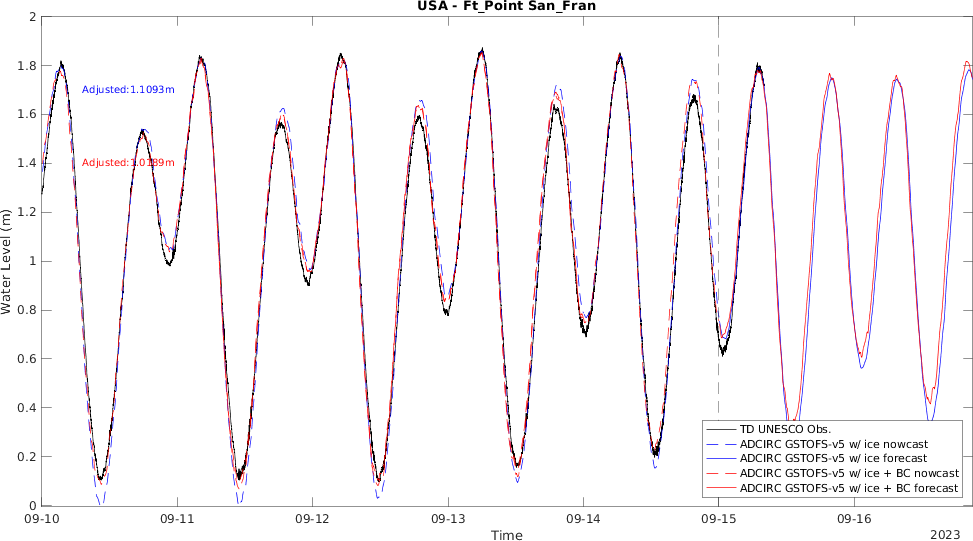 USA - Ft_Point San_Fran
2
1.8
1.6
1.4
1.2
1
0.8
0.6
0.4
0.2
0
Water Level (m)
Adjusted:1.1093m
Adjusted:1.0189m
TD UNESCO Obs.
ADCIRC GSTOFS-v5 w/ ice nowcast
ADCIRC GSTOFS-v5 w/ ice forecast
ADCIRC GSTOFS-v5 w/ ice + BC nowcast
ADCIRC GSTOFS-v5 w/ ice + BC forecast
09-10 09-11 09-12 09-13 09-14 09-15 09-16
Time
2023